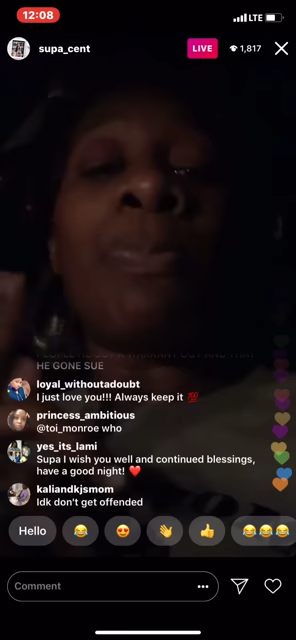 12:08
LTE
supa_cent
LIVE
1,817
HE GONE SUE
loyal_withoutadoubt
I just love you!!! Always keep it 💯
princess_ambitious
@toi_monroe who
yes_its_lami
Supa I wish you well and continued blessings,
have a good night! ❤️
kaliandkjsmom
Idk don't get offended
Hello
Comment